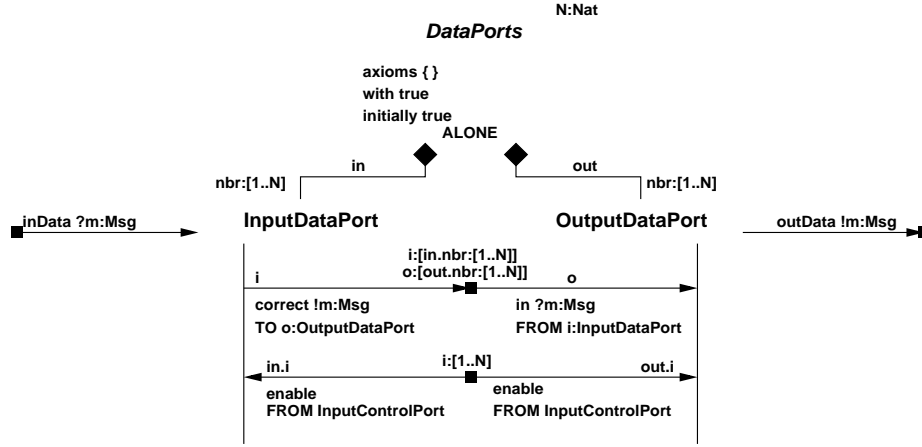 N:Nat
DataPorts
axioms { }
with true
initially true
ALONE
in
out
nbr:[1..N]
nbr:[1..N]
inData ?m:Msg
InputDataPort
OutputDataPort
outData !m:Msg
i:[in.nbr:[1..N]]
o:[out.nbr:[1..N]]
i
o
correct !m:Msg
TO o:OutputDataPort
in ?m:Msg
FROM i:InputDataPort
in.i
i:[1..N]
out.i
enable
FROM InputControlPort
enable
FROM InputControlPort